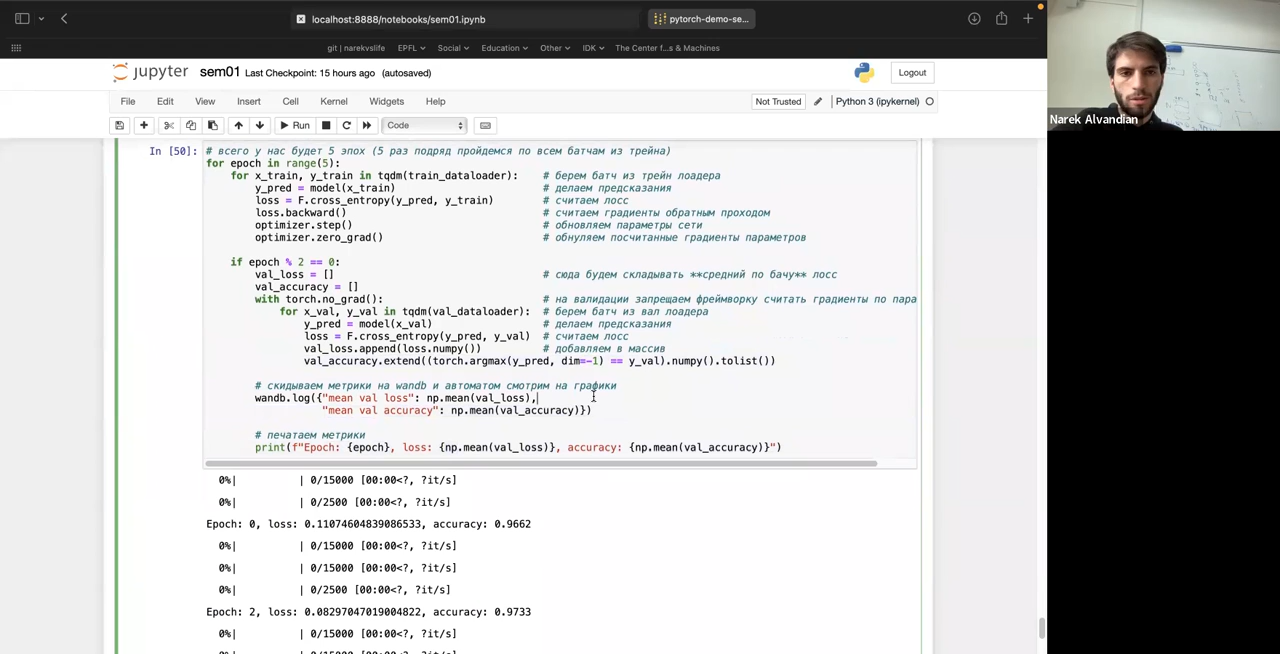 localhost:8888/notebooks/sem01.ipynb
pytorch-demo-se...
git | narekvslife
EPFL
Social
Education
Other
IDK
The Center f...s & Machines
jupyter
sem01
Last Checkpoint: 15 hours ago
(autosaved)
Logout
File
Edit
View
Insert
Cell
Kernel
Widgets
Help
Not Trusted
Python 3 (ipykernel)
Run
Code
Narek Alvandian
In [50]:
# всего у нас будет 5 эпох (5 раз подряд пройдемся по всем батчам из трейна)
for epoch in range(5):
for x_train, y_train in tqdm(train_dataloader): # берем батч из трейн лоадера
y_pred = model(x_train) # делаем предсказания
loss = F.cross_entropy(y_pred, y_train) # считаем лосс
loss.backward() # считаем градиенты обратным проходом
optimizer.step() # обновляем параметры сети
optimizer.zero_grad() # обнуляем посчитанные градиенты параметров
if epoch % 2 == 0:
val_loss = [] # сюда будем складывать **средний по бачу** лосс
val_accuracy = []
with torch.no_grad(): # на валидации запрещаем фреймворку считать градиенты по пара
for x_val, y_val in tqdm(val_dataloader): # берем батч из вал лоадера
y_pred = model(x_val) # делаем предсказания
loss = F.cross_entropy(y_pred, y_val) # считаем лосс
val_loss.append(loss.numpy()) # добавляем в массив
val_accuracy.extend((torch.argmax(y_pred, dim=-1) == y_val).numpy().tolist())
# скидываем метрики на wandb и автоматом смотрим на графики
wandb.log({"mean val loss": np.mean(val_loss),
"mean val accuracy": np.mean(val_accuracy)})
# печатаем метрики
print(f"Epoch: {epoch}, loss: {np.mean(val_loss)}, accuracy: {np.mean(val_accuracy)}")
0%| | 0/15000 [00:00<?, ?it/s]
0%| | 0/2500 [00:00<?, ?it/s]
Epoch: 0, loss: 0.11074604839086533, accuracy: 0.9662
0%| | 0/15000 [00:00<?, ?it/s]
0%| | 0/15000 [00:00<?, ?it/s]
0%| | 0/2500 [00:00<?, ?it/s]
Epoch: 2, loss: 0.08297047019004822, accuracy: 0.9733
0%| | 0/15000 [00:00<?, ?it/s]